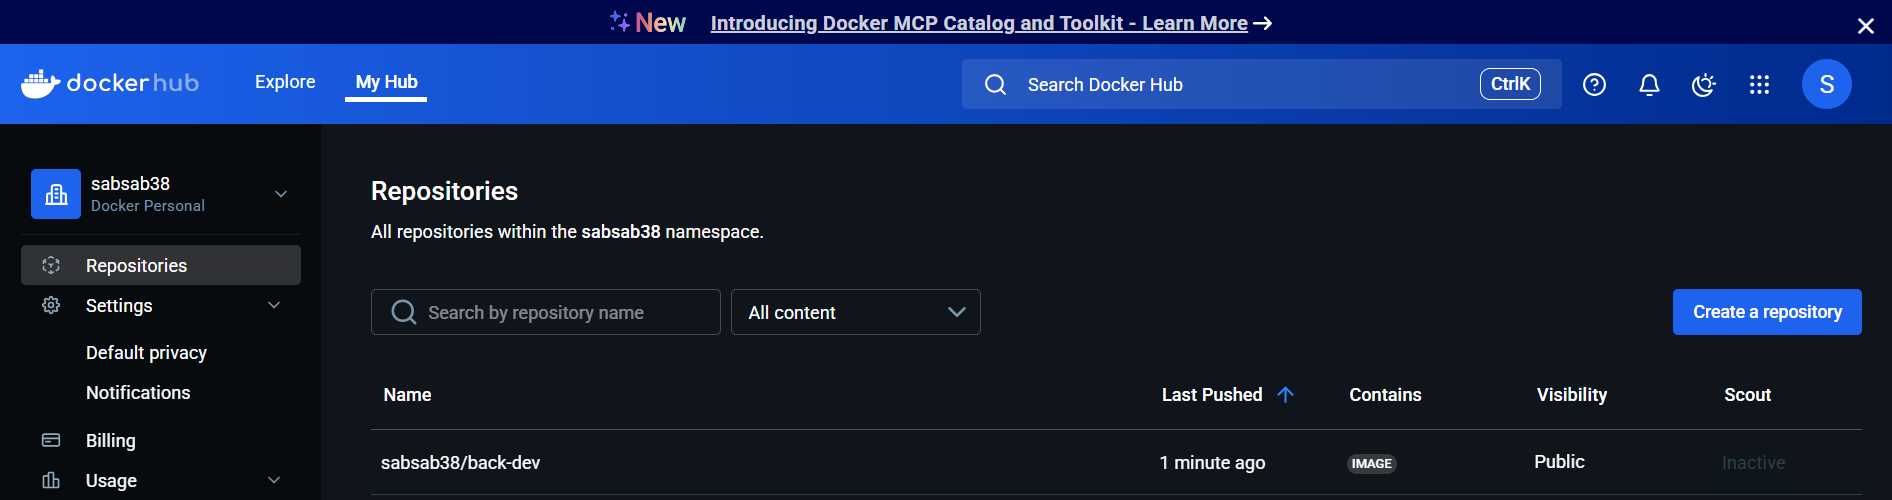 New Introducing Docker MCP Catalog and Toolkit - Learn More
dockerhub Explore My Hub Search Docker Hub CtrlK S
sabsab38
Docker Personal
Repositories
Settings
Default privacy
Notifications
Billing
Usage
Repositories
All repositories within the sabsab38 namespace.
Search by repository name All content Create a repository
Name Last Pushed Contains Visibility Scout
sabsab38/back-dev 1 minute ago IMAGE Public Inactive